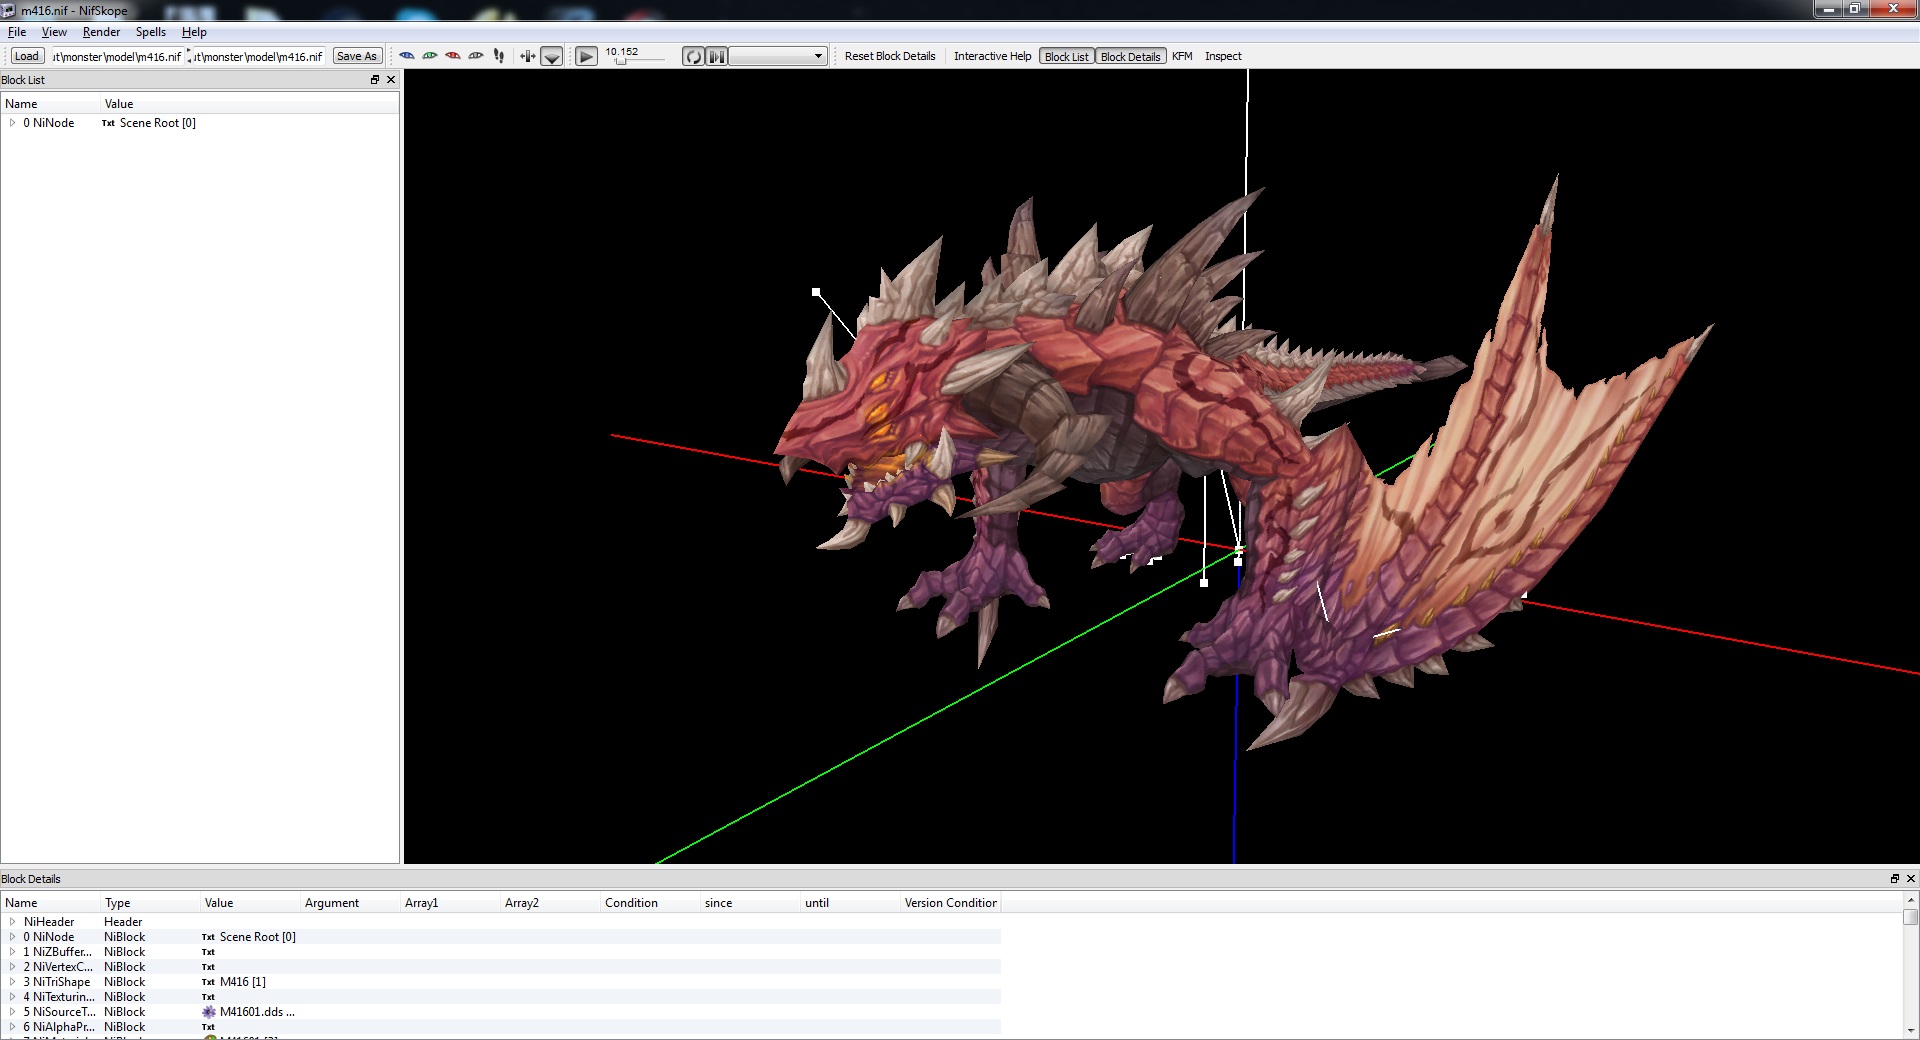 m416.nif - NifSkope
File View Render Spells Help
Load ut\monster\model\m416.nif ut\monster\model\m416.nif Save As 10.152 Reset Block Details Interactive Help Block List Block Details KFM Inspect
Block List
Name Value
0 NiNode Txt Scene Root [0]
Block Details
Name Type Value Argument Array1 Array2 Condition since until Version Condition
NiHeader Header
0 NiNode NiBlock Txt Scene Root [0]
1 NiZBuffer... NiBlock Txt
2 NiVertexC... NiBlock Txt
3 NiTriShape NiBlock Txt M416 [1]
4 NiTexturin... NiBlock Txt
5 NiSourceT... NiBlock M41601.dds ...
6 NiAlphaPr... NiBlock Txt